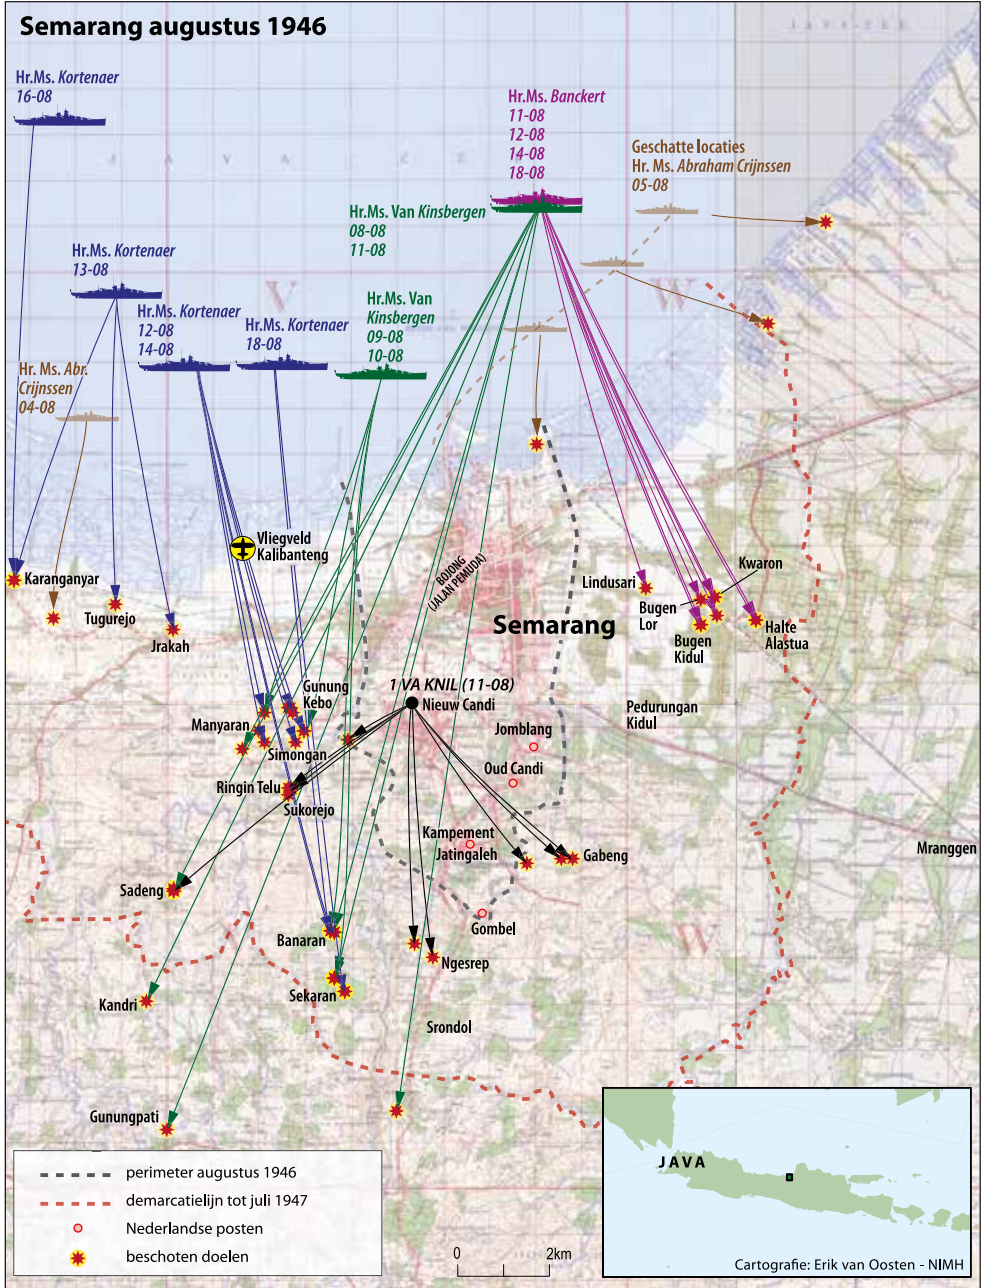 Semarang augustus 1946
JAVA-ZEE
Hr.Ms. Kortenaer
16-08
Hr.Ms. Banckert
11-08
12-08
14-08
18-08
Geschatte locaties
Hr. Ms. Abraham Crijnssen
05-08
Hr.Ms. Van Kinsbergen
08-08
11-08
Hr.Ms. Kortenaer
13-08
Hr.Ms. Kortenaer
12-08
14-08
Hr.Ms. Kortenaer
18-08
Hr.Ms. Van
Kinsbergen
09-08
10-08
Hr. Ms. Abr.
Crijnssen
04-08
Vliegveld
Kalibanteng
BOJONG
(JALAN PEMUDA)
Karanganyar
Tugurejo
Jrakah
Lindusari
Kwaron
Bugen
Lor
Bugen
Kidul
Halte
Alastua
Semarang
1 VA KNIL (11-08)
Nieuw Candi
Gunung
Kebo
Manyaran
Simongan
Pedurungan
Kidul
Jomblang
Oud Candi
Ringin Telu
Sukorejo
Kampement
Jatingaleh
Gabeng
Mranggen
Sadeng
Gombel
Banaran
Ngesrep
Kandri
Sekaran
Srondol
Gunungpati
perimeter augustus 1946
demarcatielijn tot juli 1947
Nederlandse posten
beschoten doelen
0 2km
JAVA
Cartografie: Erik van Oosten - NIMH